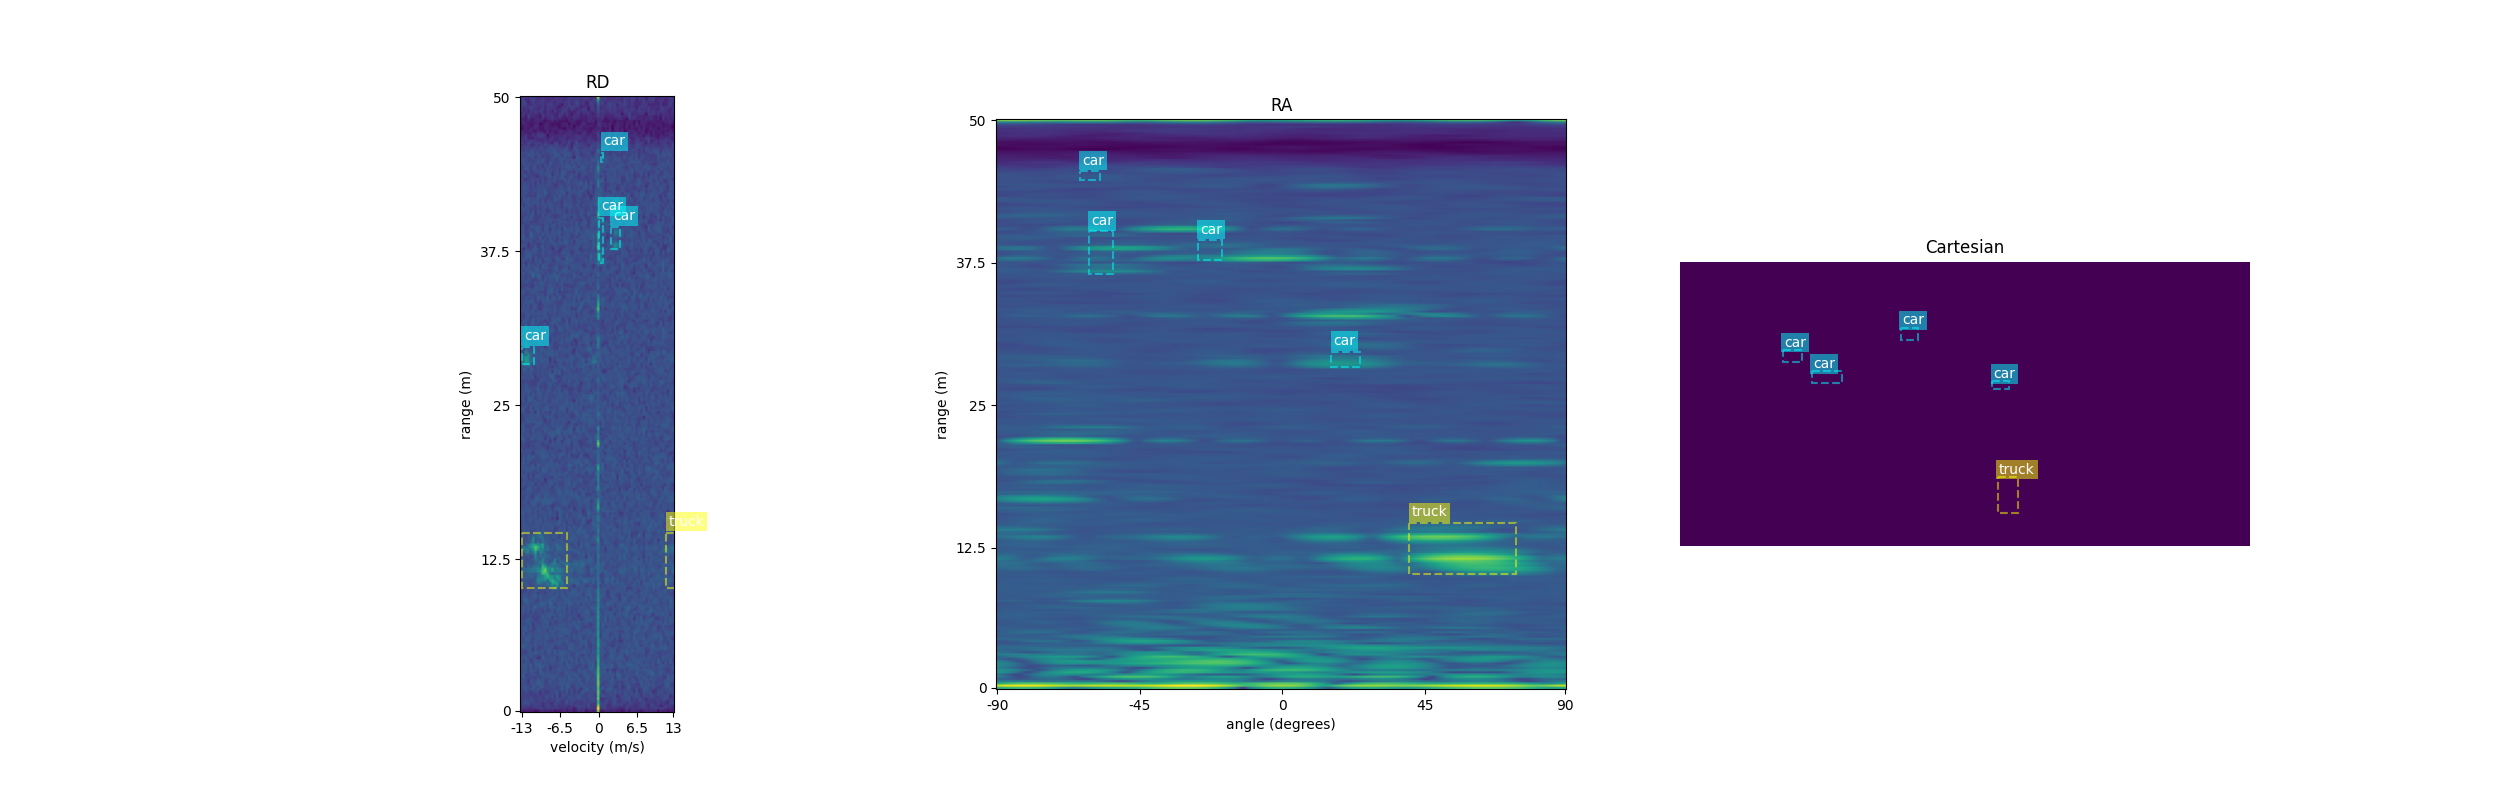 RD
50
37.5
25
12.5
0
range (m)
-13 -6.5 0 6.5 13
velocity (m/s)
car
car
car
car
truck
RA
50
37.5
25
12.5
0
range (m)
-90 -45 0 45 90
angle (degrees)
car
car
car
car
truck
Cartesian
car
car
car
car
truck